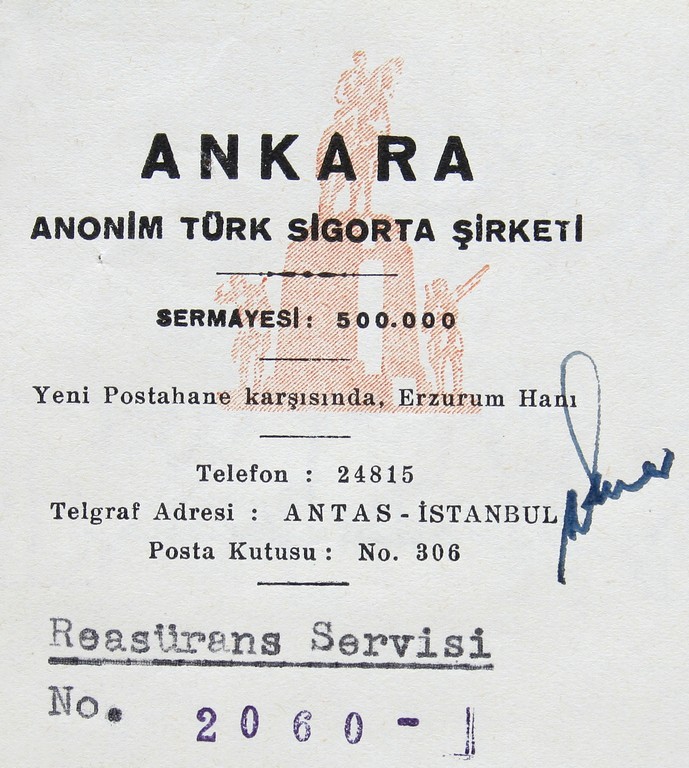 ANKARA
ANONİM TÜRK SİGORTA ŞİRKETİ
SERMAYESİ: 500.000
Yeni Postahane karşısında, Erzurum Hanı
Telefon : 24815
Telgraf Adresi : ANTAS - İSTANBUL
Posta Kutusu : No. 306
Reasürans Servisi
No. 2060-